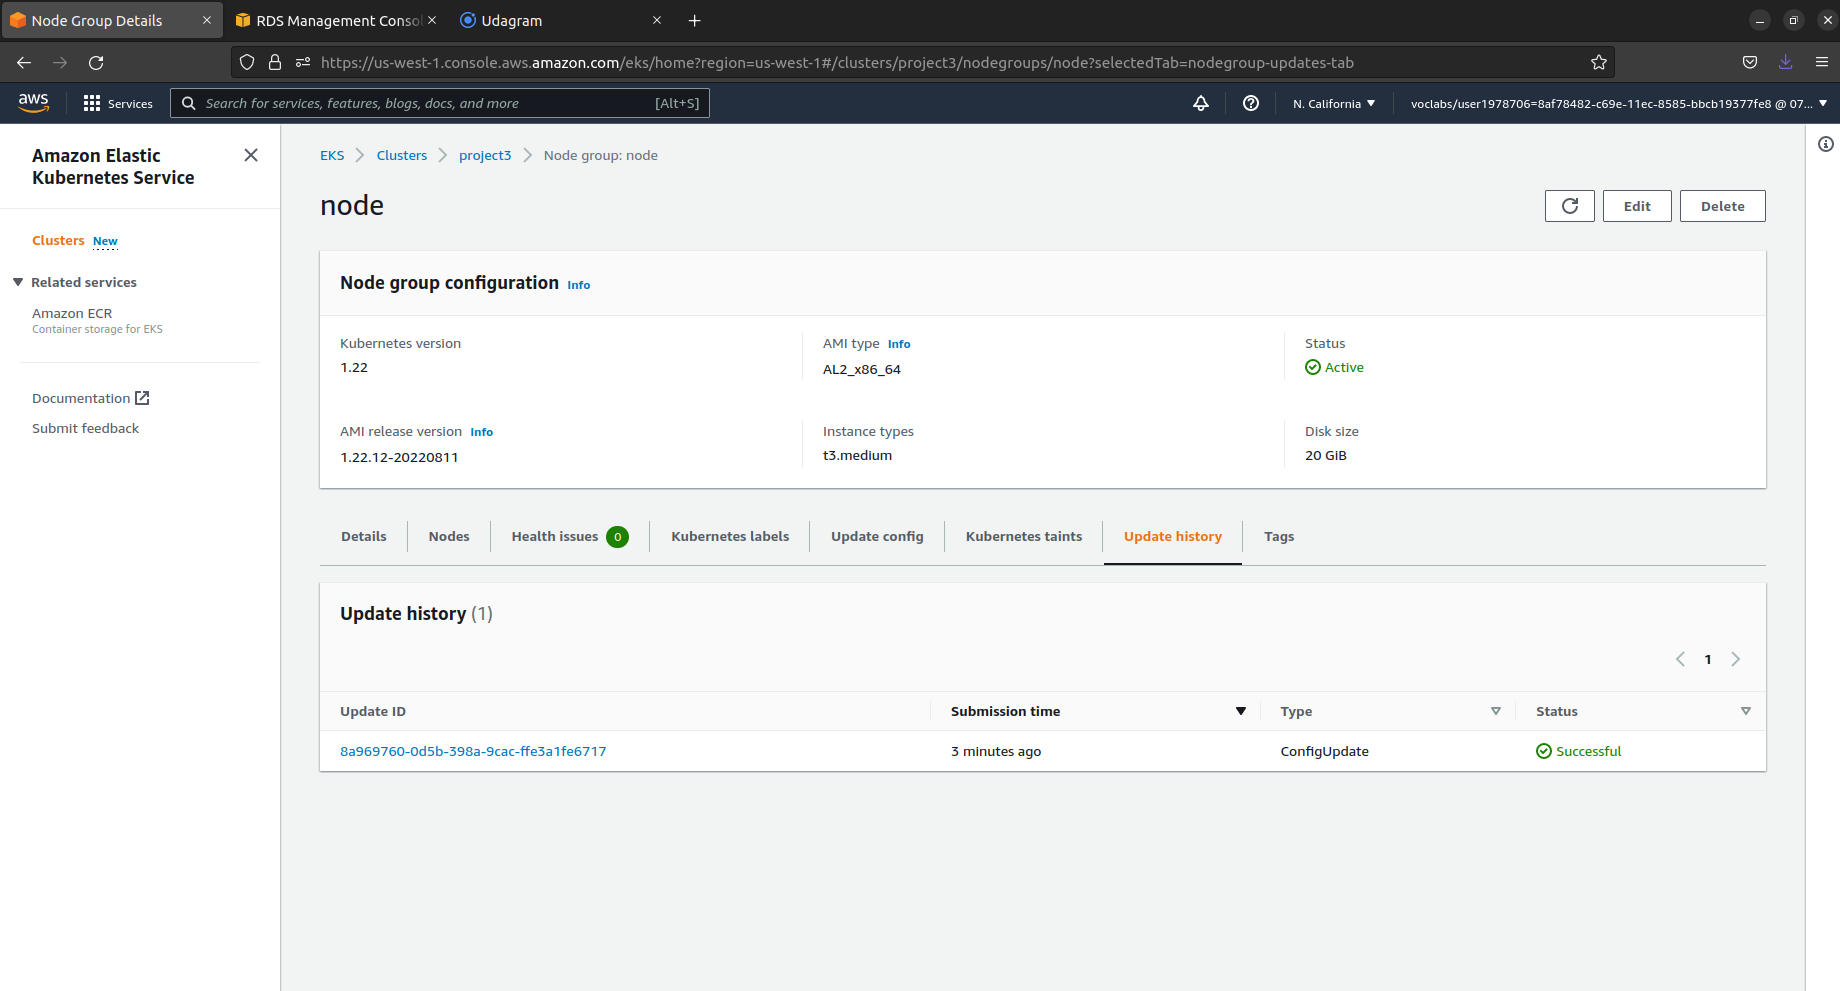 Node Group Details
RDS Management Conso
Udagram
https://us-west-1.console.aws.amazon.com/eks/home?region=us-west-1#/clusters/project3/nodegroups/node?selectedTab=nodegroup-updates-tab
aws
Services
Search for services, features, blogs, docs, and more
[Alt+S]
N. California
voclabs/user1978706=8af78482-c69e-11ec-8585-bbcb19377fe8 @ 07...
Amazon Elastic
Kubernetes Service
Clusters New
Related services
Amazon ECR
Container storage for EKS
Documentation
Submit feedback
EKS
Clusters
project3
Node group: node
node
Edit
Delete
Node group configuration Info
Kubernetes version
1.22
AMI type Info
AL2_x86_64
Status
Active
AMI release version Info
1.22.12-20220811
Instance types
t3.medium
Disk size
20 GiB
Details
Nodes
Health issues 0
Kubernetes labels
Update config
Kubernetes taints
Update history
Tags
Update history (1)
1
Update ID
Submission time
Type
Status
8a969760-0d5b-398a-9cac-ffe3a1fe6717
3 minutes ago
ConfigUpdate
Successful